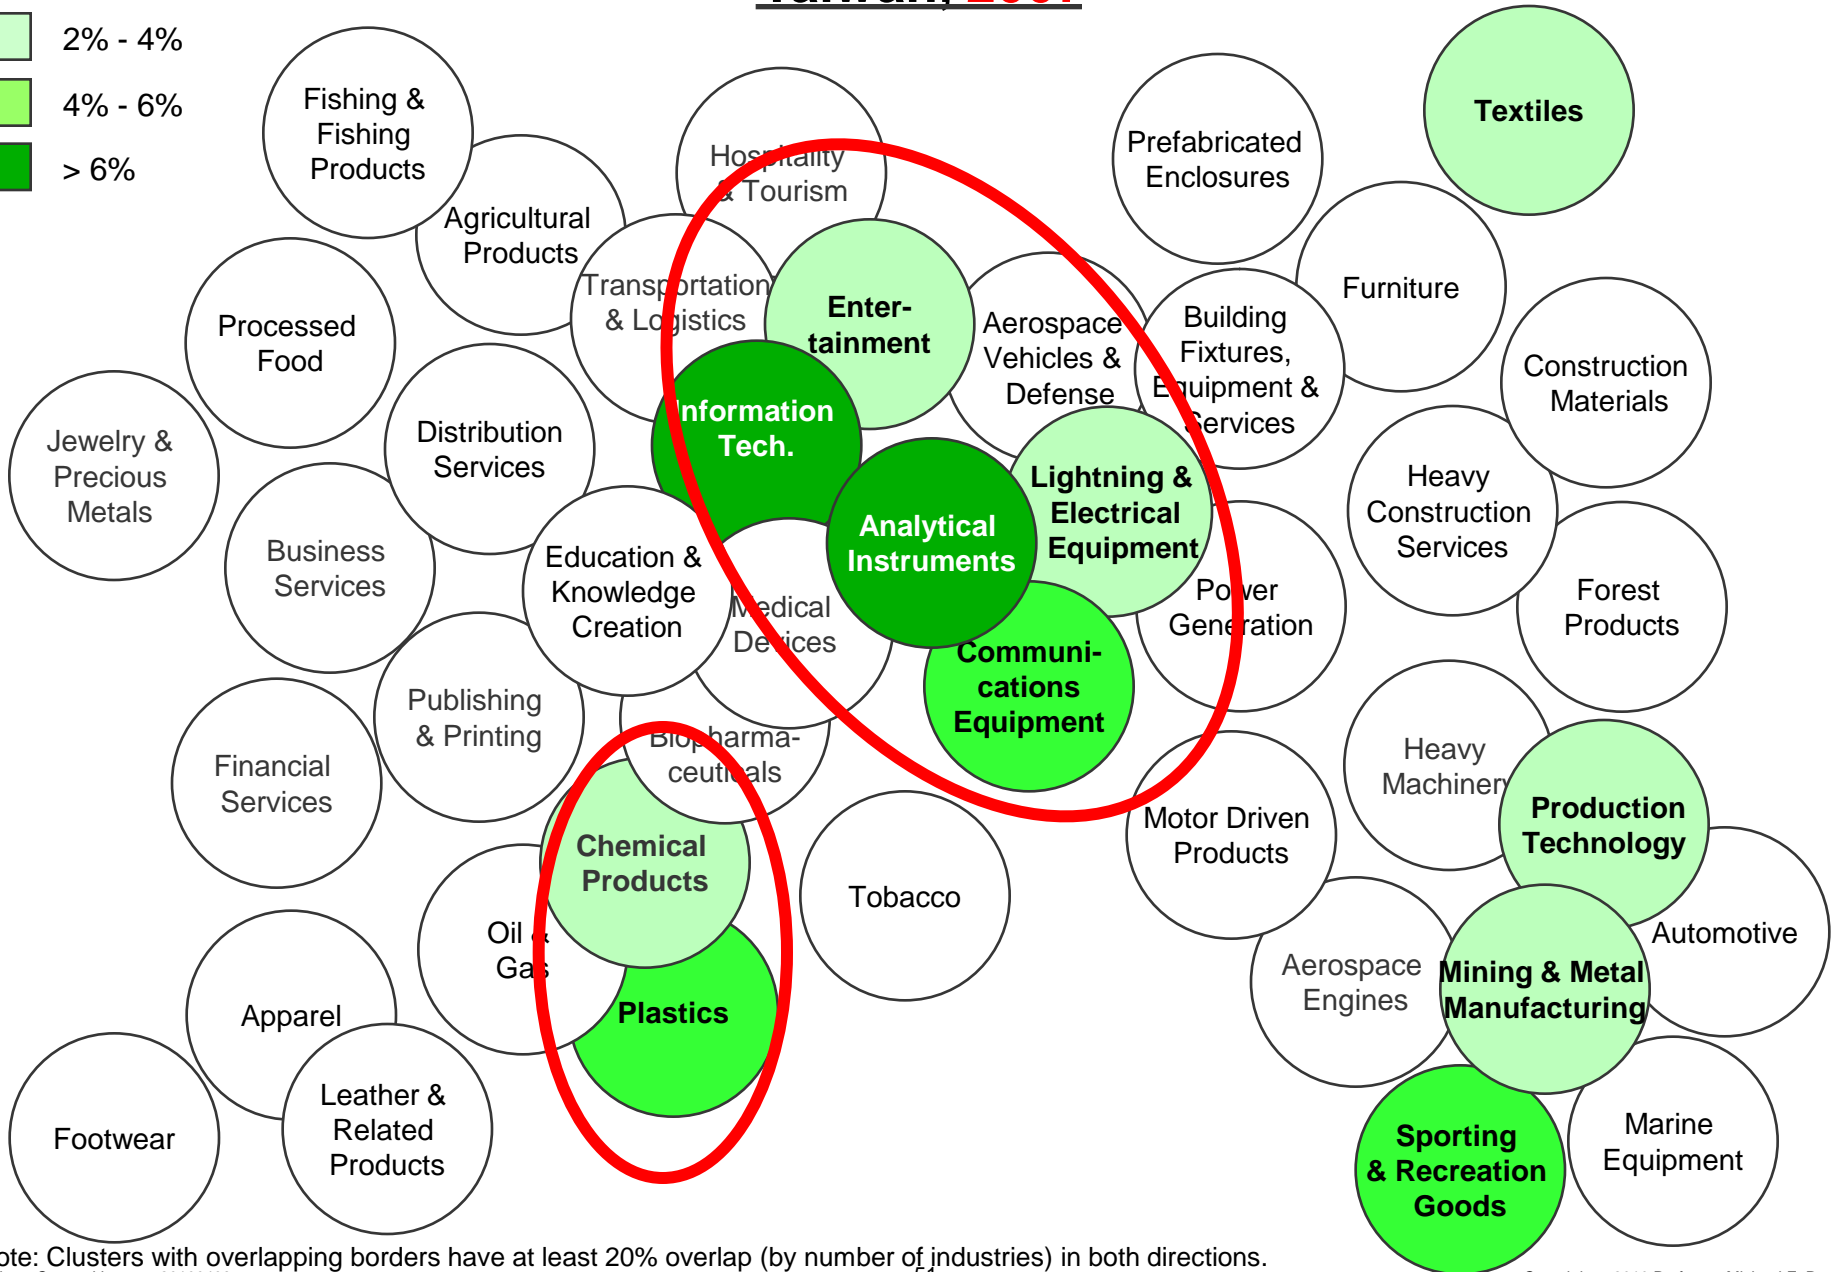 2% - 4%
4% - 6%
> 6%
Fishing &
Fishing
Products
Agricultural
Products
Hospitality
& Tourism
Prefabricated
Enclosures
Textiles
Transportation
& Logistics
Enter-
tainment
Aerospace
Vehicles &
Defense
Building
Fixtures,
Equipment &
Services
Furniture
Construction
Materials
Processed
Food
Jewelry &
Precious
Metals
Distribution
Services
Information
Tech.
Analytical
Instruments
Lightning &
Electrical
Equipment
Heavy
Construction
Services
Business
Services
Education &
Knowledge
Creation
Medical
Devices
Communi-
cations
Equipment
Power
Generation
Forest
Products
Publishing
& Printing
Financial
Services
Biopharma-
ceuticals
Chemical
Products
Tobacco
Motor Driven
Products
Heavy
Machinery
Production
Technology
Oil &
Gas
Plastics
Aerospace
Engines
Mining & Metal
Manufacturing
Automotive
Apparel
Footwear
Leather &
Related
Products
Sporting
& Recreation
Goods
Marine
Equipment
Clusters with overlapping borders have at least 20% overlap (by number of industries) in both directions.